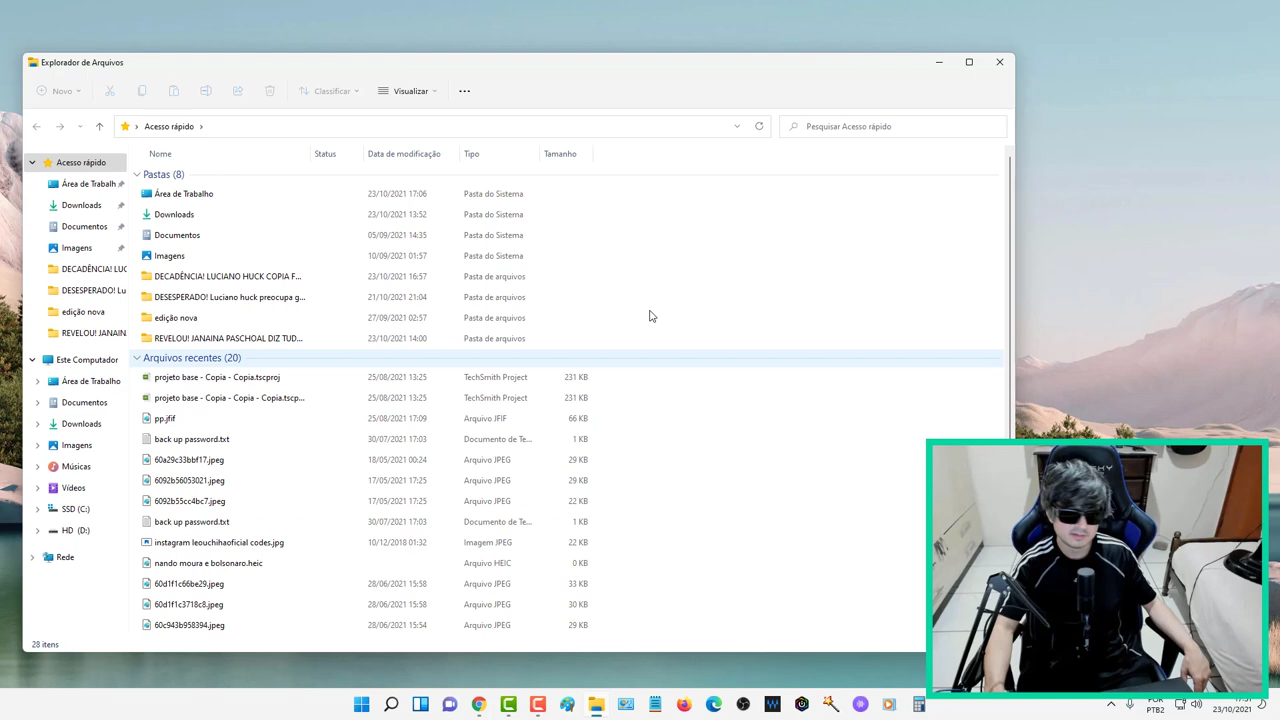 Explorador de Arquivos
Novo
Classificar
Visualizar
Acesso rápido
Pesquisar Acesso rápido
Nome Status Data de modificação Tipo Tamanho
Acesso rápido
Área de Trabalh
Downloads
Documentos
Imagens
DECADÊNCIA! LUC
DESESPERADO! Lu
edição nova
REVELOU! JANAIN
Este Computador
Área de Trabalho
Documentos
Downloads
Imagens
Músicas
Vídeos
SSD (C:)
HD (D:)
Rede
Pastas (8)
Área de Trabalho 23/10/2021 17:06 Pasta do Sistema
Downloads 23/10/2021 13:52 Pasta do Sistema
Documentos 05/09/2021 14:35 Pasta do Sistema
Imagens 10/09/2021 01:57 Pasta do Sistema
DECADÊNCIA! LUCIANO HUCK COPIA F... 23/10/2021 16:57 Pasta de arquivos
DESESPERADO! Luciano huck preocupa g... 21/10/2021 21:04 Pasta de arquivos
edição nova 27/09/2021 02:57 Pasta de arquivos
REVELOU! JANAINA PASCHOAL DIZ TUD... 23/10/2021 14:00 Pasta de arquivos
Arquivos recentes (20)
projeto base - Copia - Copia.tscproj 25/08/2021 13:25 TechSmith Project 231 KB
projeto base - Copia - Copia - Copia.tscp... 25/08/2021 13:25 TechSmith Project 231 KB
pp.jfif 25/08/2021 17:09 Arquivo JFIF 66 KB
back up password.txt 30/07/2021 17:03 Documento de Te... 1 KB
60a29c33bbf17.jpeg 18/05/2021 00:24 Arquivo JPEG 29 KB
6092b56053021.jpeg 17/05/2021 Arquivo JPEG 29 KB
6092b55cc4bc7.jpeg 17/05/2021 Arquivo JPEG 22 KB
back up password.txt 30/07/2021 17:03 Documento de Te... 1 KB
instagram leouchihaoficial codes.jpg 10/12/2018 01:32 Imagem JPEG 22 KB
nando moura e bolsonaro.heic Arquivo HEIC 0 KB
60d1f1c66be29.jpeg 28/06/2021 15:58 Arquivo JPEG 33 KB
60d1f1c3718c8.jpeg 28/06/2021 15:58 Arquivo JPEG 30 KB
60c943b958394.jpeg 28/06/2021 15:54 Arquivo JPEG 29 KB
28 itens
PTB2
23/10/2021